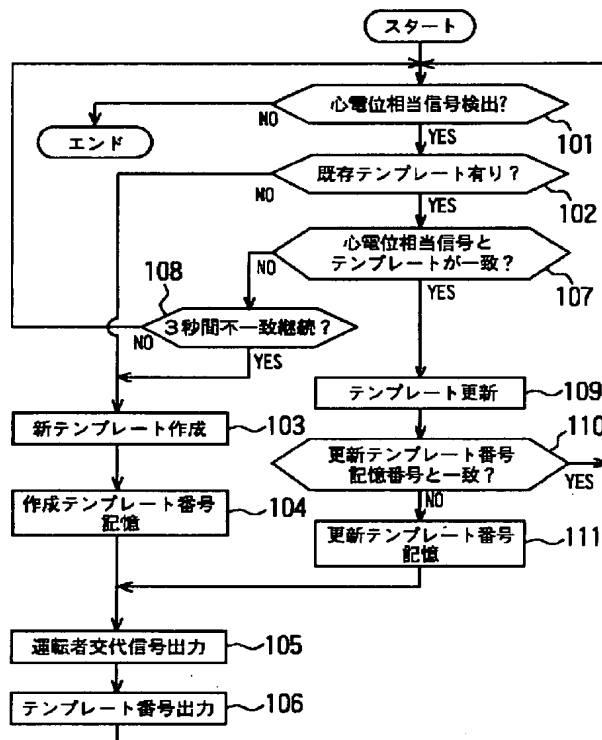 スタート
心電位相当信号検出?
NO
YES
101
エンド
既存テンプレート有り?
NO
YES
102
心電位相当信号と
テンプレートが一致?
NO
YES
107
108
3秒間不一致継続?
NO
YES
テンプレート更新
109
新テンプレート作成
103
110
更新テンプレート番号
記憶番号と一致?
YES
NO
作成テンプレート番号
記憶
104
更新テンプレート番号
記憶
111
運転者交代信号出力
105
テンプレート番号出力
106